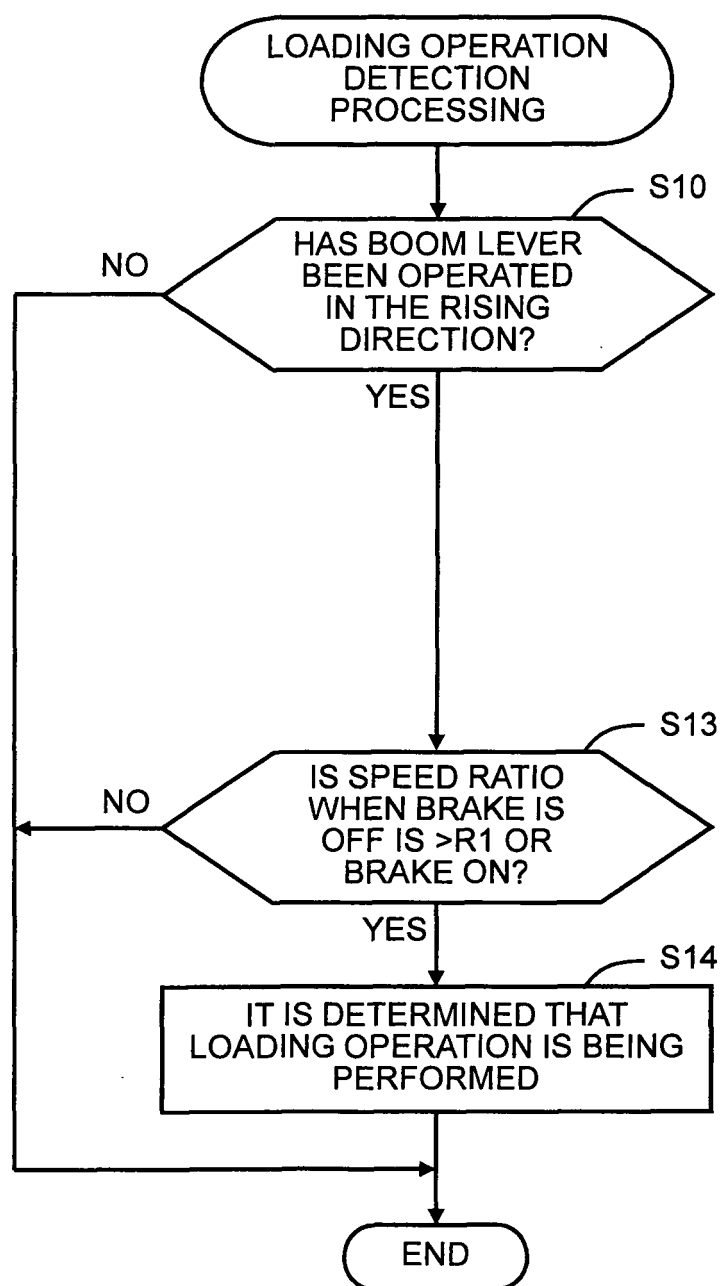 LOADING OPERATION
DETECTION
PROCESSING
S10
HAS BOOM LEVER
BEEN OPERATED
IN THE RISING
DIRECTION?
NO
YES
S13
IS SPEED RATIO
WHEN BRAKE IS
OFF IS >R1 OR
BRAKE ON?
NO
YES
S14
IT IS DETERMINED THAT
LOADING OPERATION IS BEING
PERFORMED
END